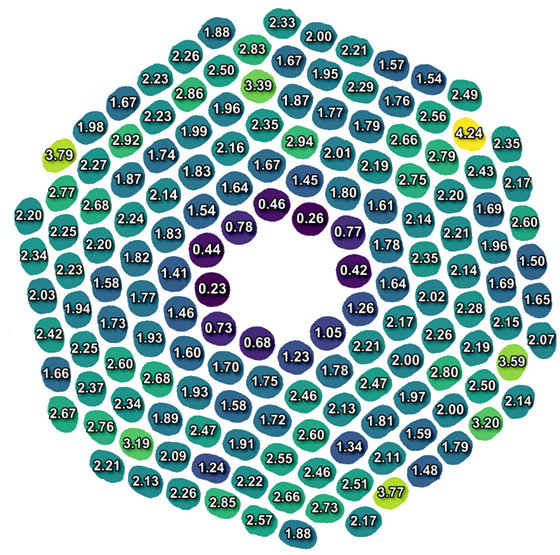 2.33
1.88 2.00
2.26 2.83 1.67 2.21 1.57
2.23 2.50 3.39 1.95 2.29 1.54
1.67 2.86 1.96 1.87 1.77 1.76 2.49
1.98 2.23 1.99 2.35 1.79 2.56 4.24
3.79 2.92 1.74 2.16 2.94 2.01 2.66 2.79 2.35
2.27 1.87 1.83 1.67 1.45 2.19 2.75 2.43 2.17
2.77 2.68 2.14 1.64 1.80 1.61 2.20 1.69
2.20 2.24 1.54 0.46 0.26 2.14 2.60
2.25 2.20 1.83 0.78 0.77 1.78 2.21 1.96
2.34 2.23 1.82 0.44 0.42 2.35 2.14 1.69 1.50
2.03 1.58 1.77 1.41 0.23 1.64 2.02 2.28 1.65
1.94 1.73 1.46 1.26 2.17 2.15
2.42 2.25 1.93 0.73 0.68 1.05 2.21 2.26 2.19 2.07
1.66 2.60 1.60 1.23 2.00 2.80 3.59
2.37 2.68 1.70 1.75 1.78 2.47 1.97 2.50 2.14
2.67 2.34 1.93 1.58 2.46 2.13 1.81 2.00 3.20
2.76 1.89 2.47 1.72 2.60 1.34 1.59 1.79
2.21 3.19 2.09 1.91 2.55 2.46 2.11 1.48
2.13 2.26 1.24 2.22 2.66 2.51 3.77
2.85 2.57 2.73 2.17
1.88